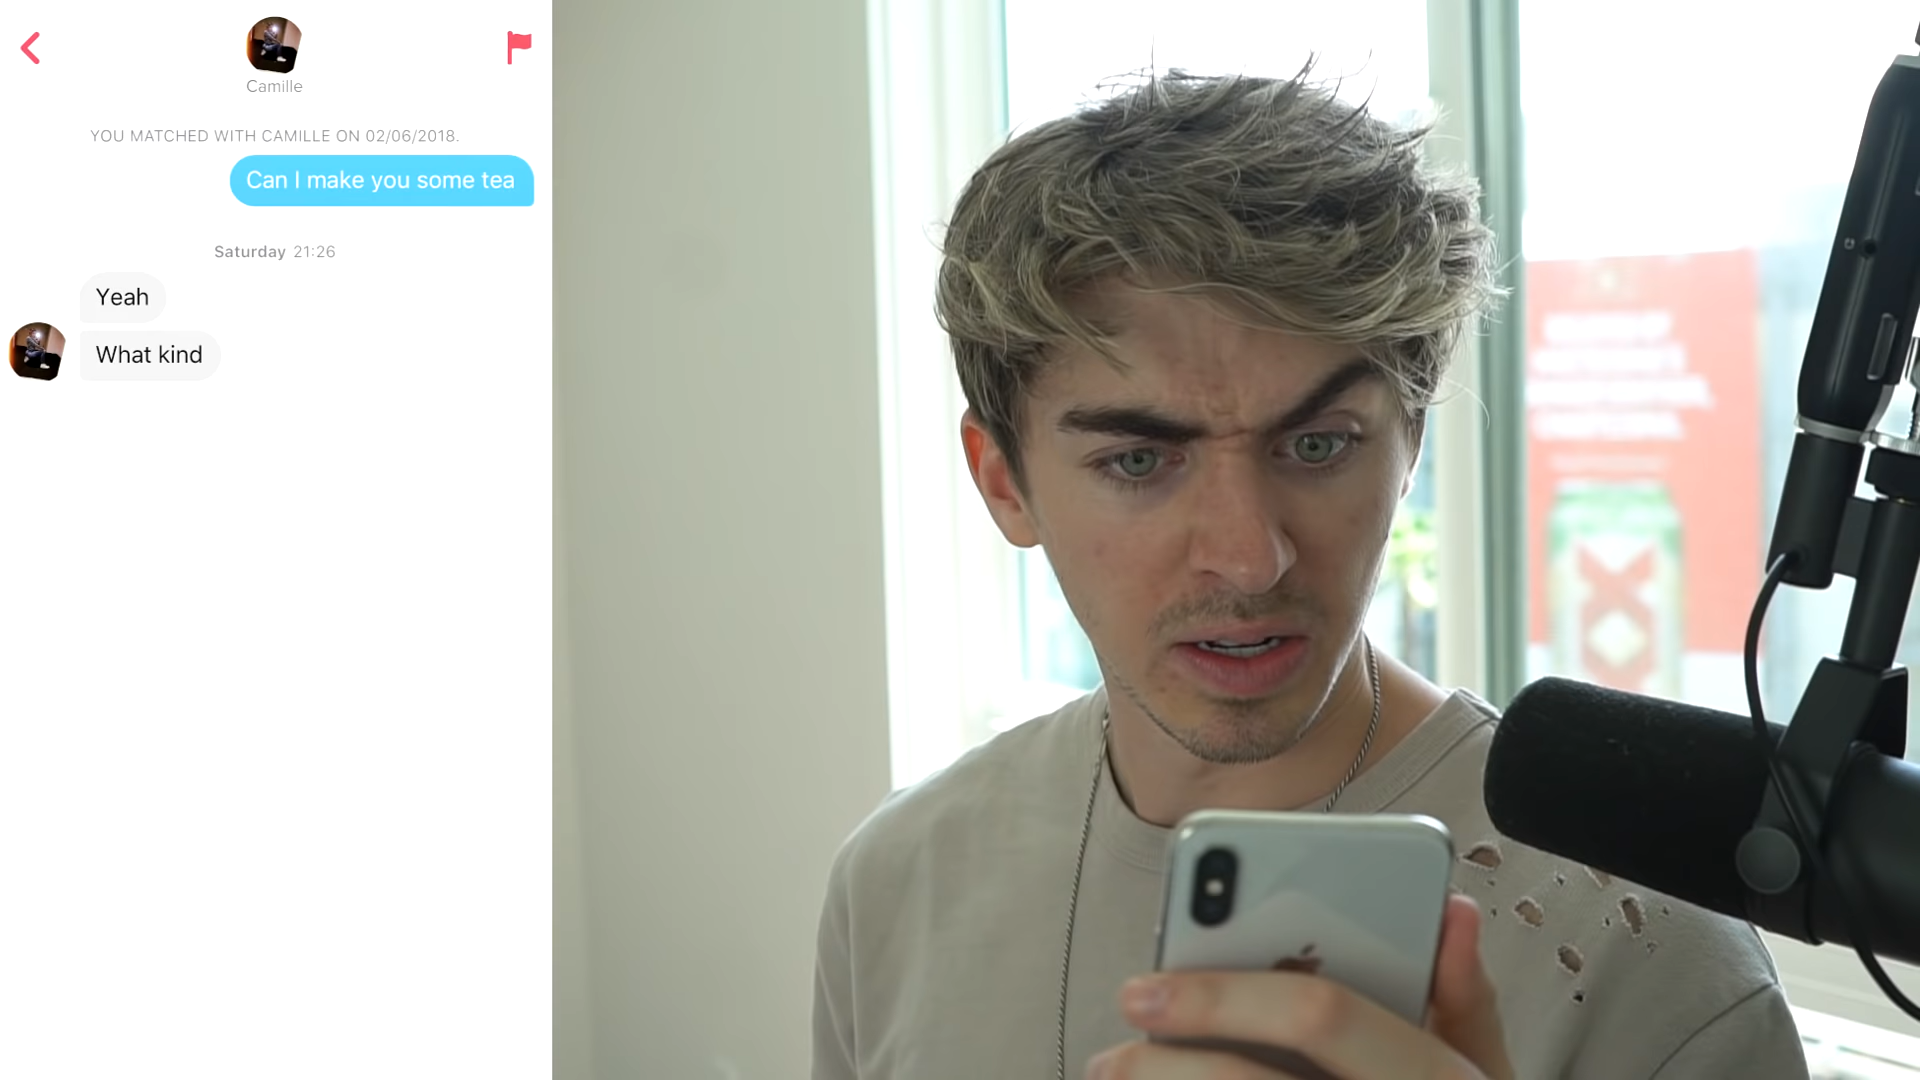 Camille
YOU MATCHED WITH CAMILLE ON 02/06/2018.
Can I make you some tea
Saturday 21:26
Yeah
What kind